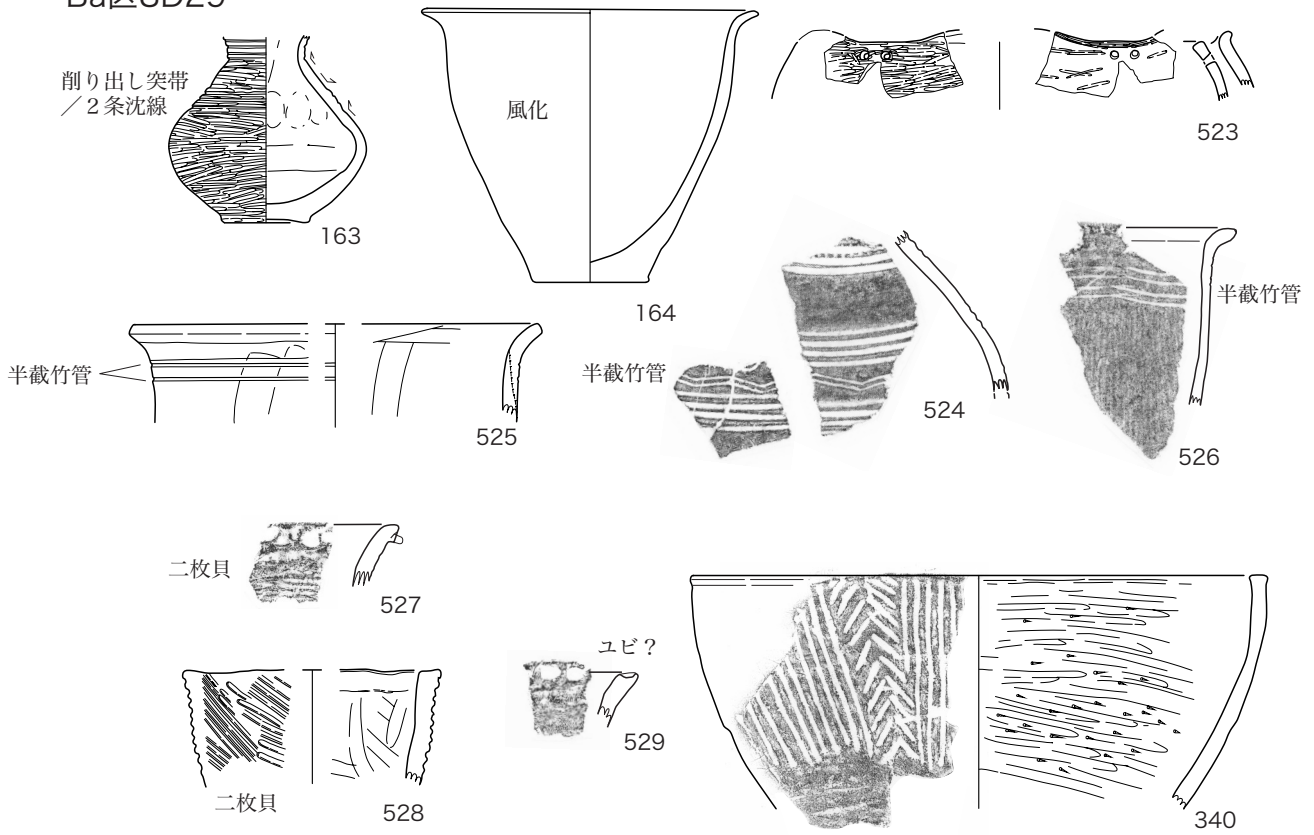 Ba区SD29
削り出し突帯
／２条沈線
163
風化
164
523
半截竹管
525
半截竹管
524
半截竹管
526
二枚貝
527
二枚貝
528
ユビ？
529
340